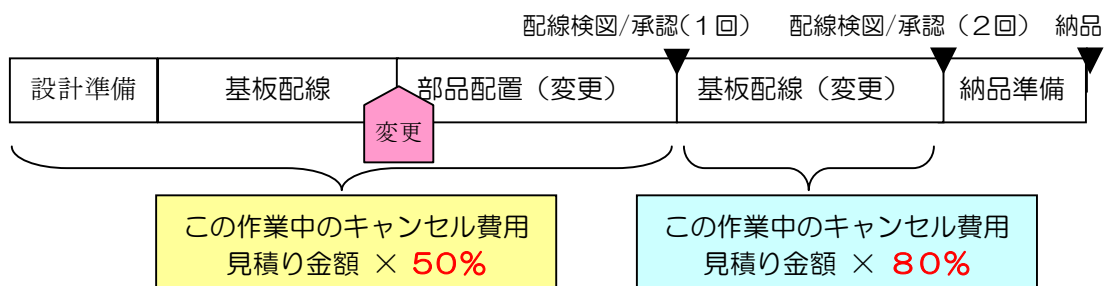 配線検図/承認(1回) 配線検図/承認（2回) 納品
設計準備 基板配線 部品配置（変更） 基板配線（変更） 納品準備
変更
この作業中のキャンセル費用
見積り金額 × 50%
この作業中のキャンセル費用
見積り金額 × 80%